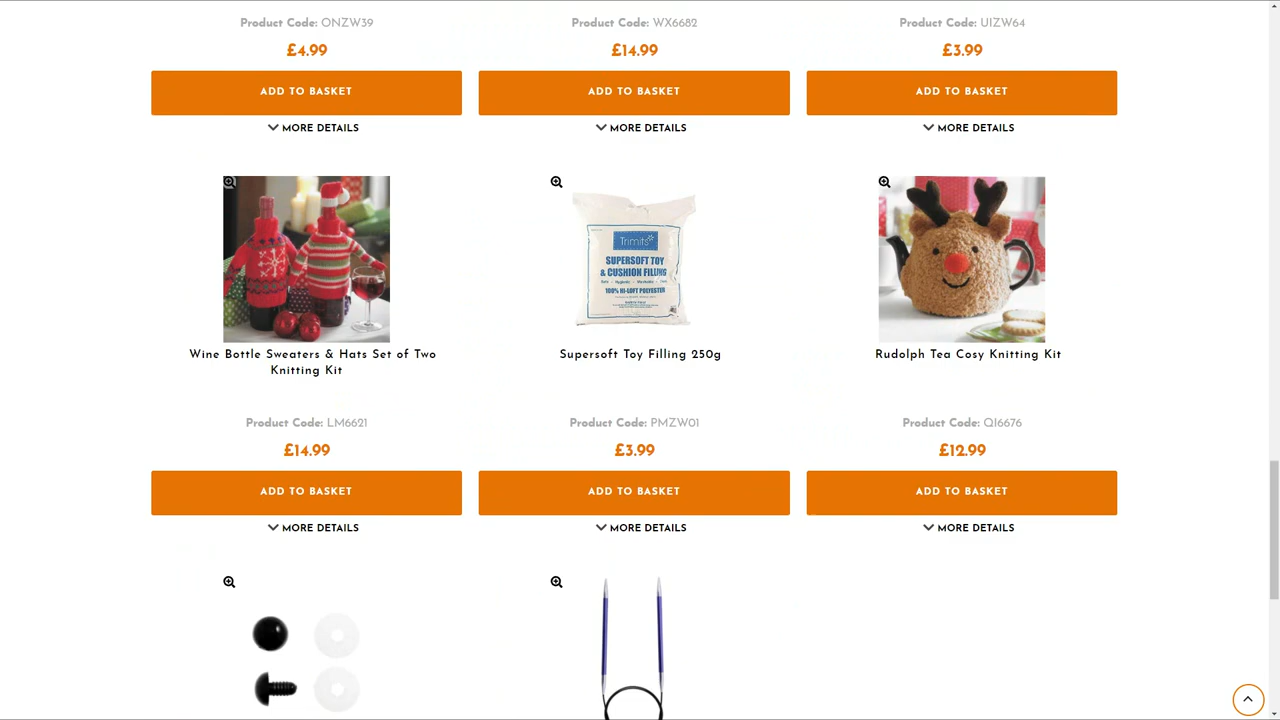 Product Code: ONZW39
Product Code: WX6682
Product Code: UIZW64
£4.99
£14.99
£3.99
ADD TO BASKET
ADD TO BASKET
ADD TO BASKET
MORE DETAILS
MORE DETAILS
MORE DETAILS
Trimits
SUPERSOFT TOY
& CUSHION FILLING
100% HI-LOFT POLYESTER
Wine Bottle Sweaters & Hats Set of Two
Knitting Kit
Supersoft Toy Filling 250g
Rudolph Tea Cosy Knitting Kit
Product Code: LM6621
Product Code: PMZW01
Product Code: QI6676
£14.99
£3.99
£12.99
ADD TO BASKET
ADD TO BASKET
ADD TO BASKET
MORE DETAILS
MORE DETAILS
MORE DETAILS